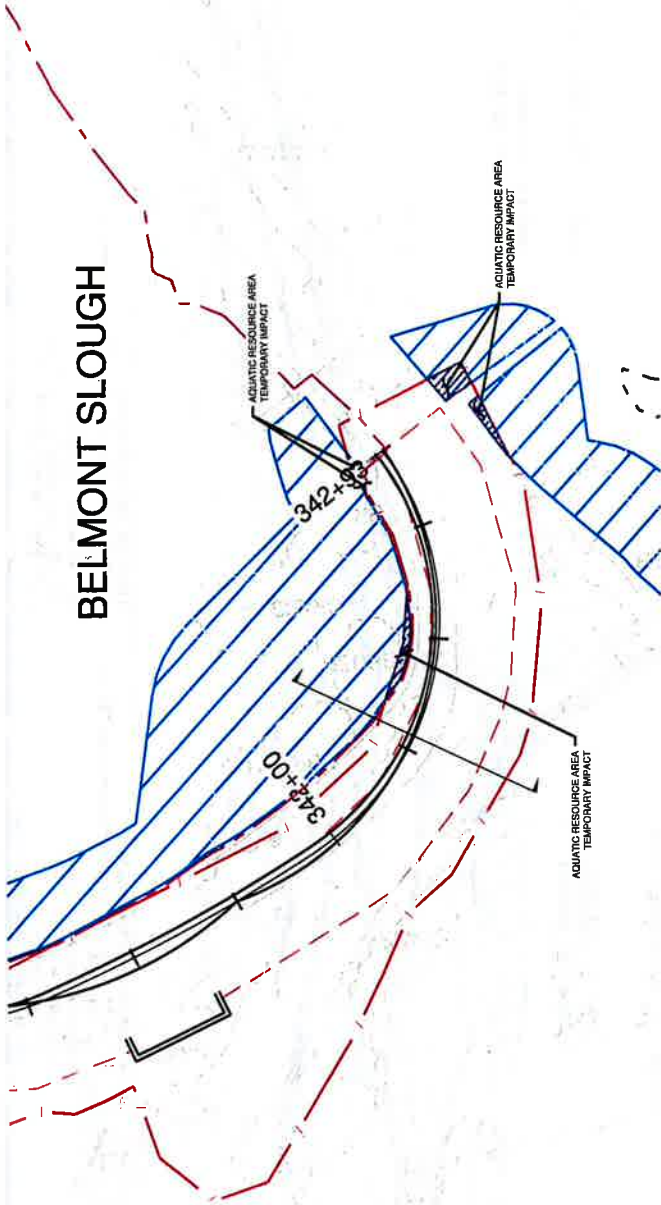 BELMONT SLOUGH
AQUATIC RESOURCE AREA
TEMPORARY IMPACT
AQUATIC RESOURCE AREA
TEMPORARY IMPACT
342+93
342+00
AQUATIC RESOURCE AREA
TEMPORARY IMPACT